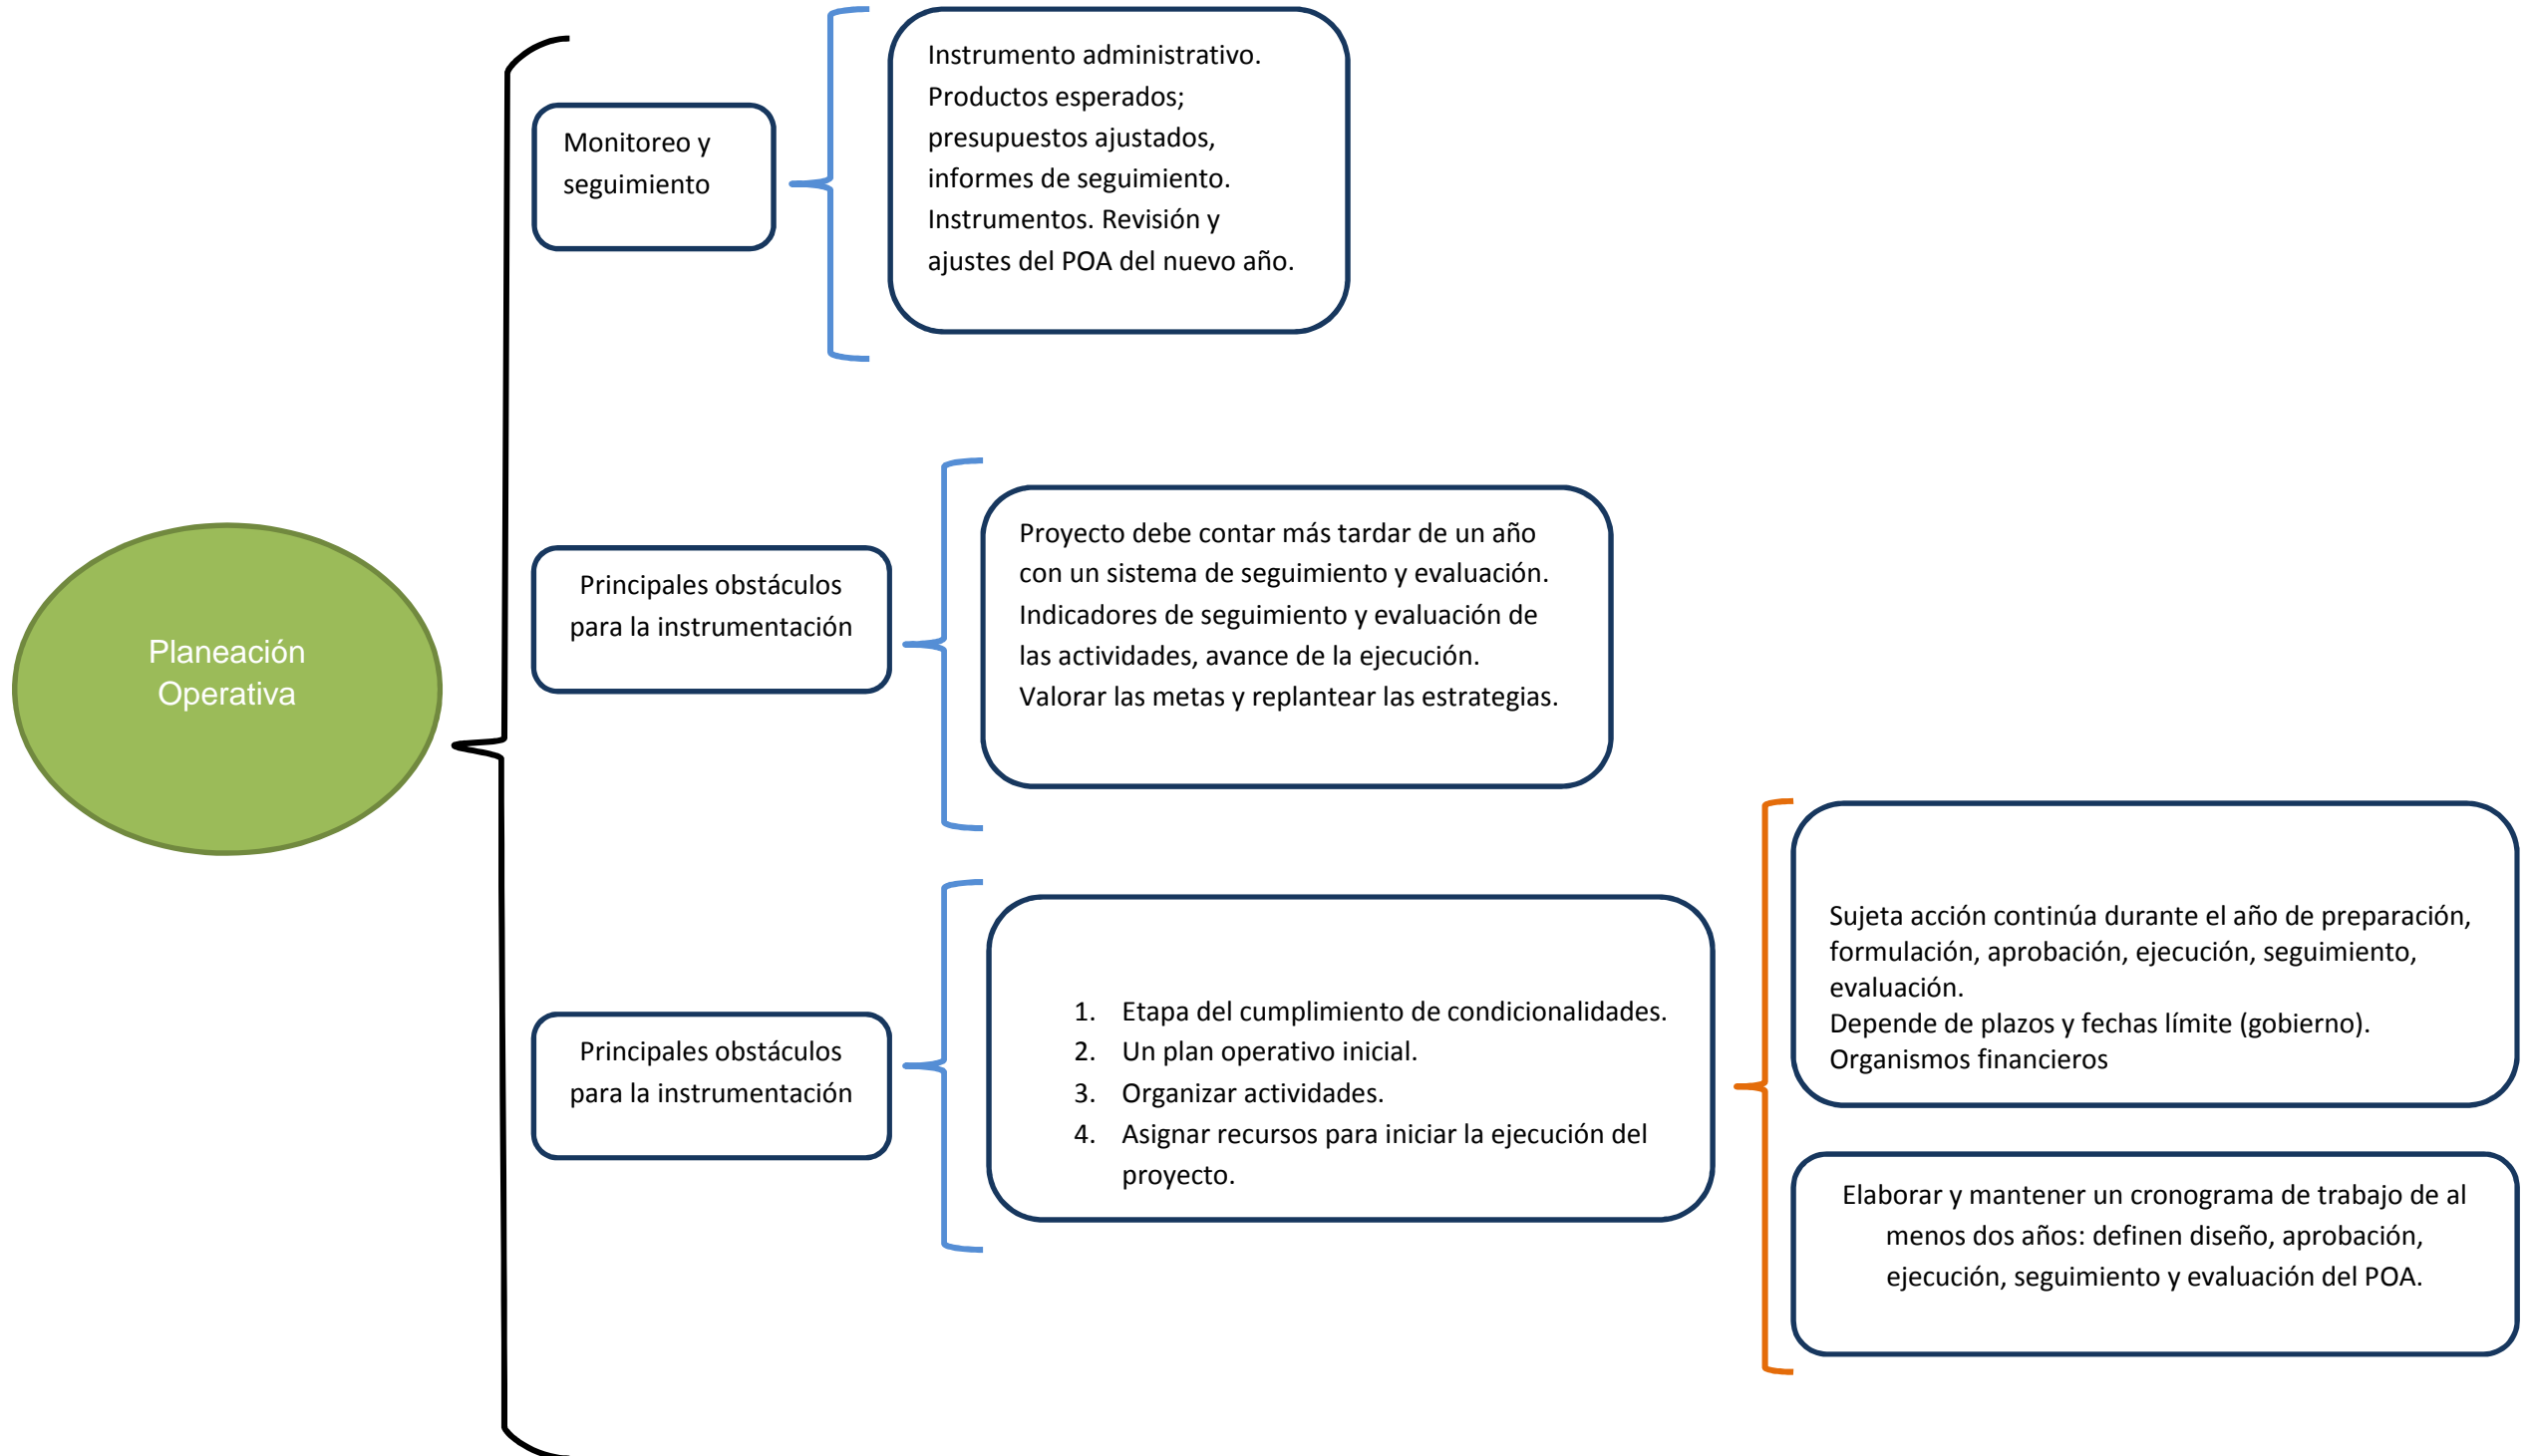 Planeación
Operativa
Monitoreo y
seguimiento
Instrumento administrativo.
Productos esperados;
presupuestos ajustados,
informes de seguimiento.
Instrumentos. Revisión y
ajustes del POA del nuevo año.
Principales obstáculos
para la instrumentación
Proyecto debe contar más tardar de un año
con un sistema de seguimiento y evaluación.
Indicadores de seguimiento y evaluación de
las actividades, avance de la ejecución.
Valorar las metas y replantear las estrategias.
Principales obstáculos
para la instrumentación
1. Etapa del cumplimiento de condicionalidades.
2. Un plan operativo inicial.
3. Organizar actividades.
4. Asignar recursos para iniciar la ejecución del
proyecto.
Sujeta acción continúa durante el año de preparación,
formulación, aprobación, ejecución, seguimiento,
evaluación.
Depende de plazos y fechas límite (gobierno).
Organismos financieros
Elaborar y mantener un cronograma de trabajo de al
menos dos años: definen diseño, aprobación,
ejecución, seguimiento y evaluación del POA.